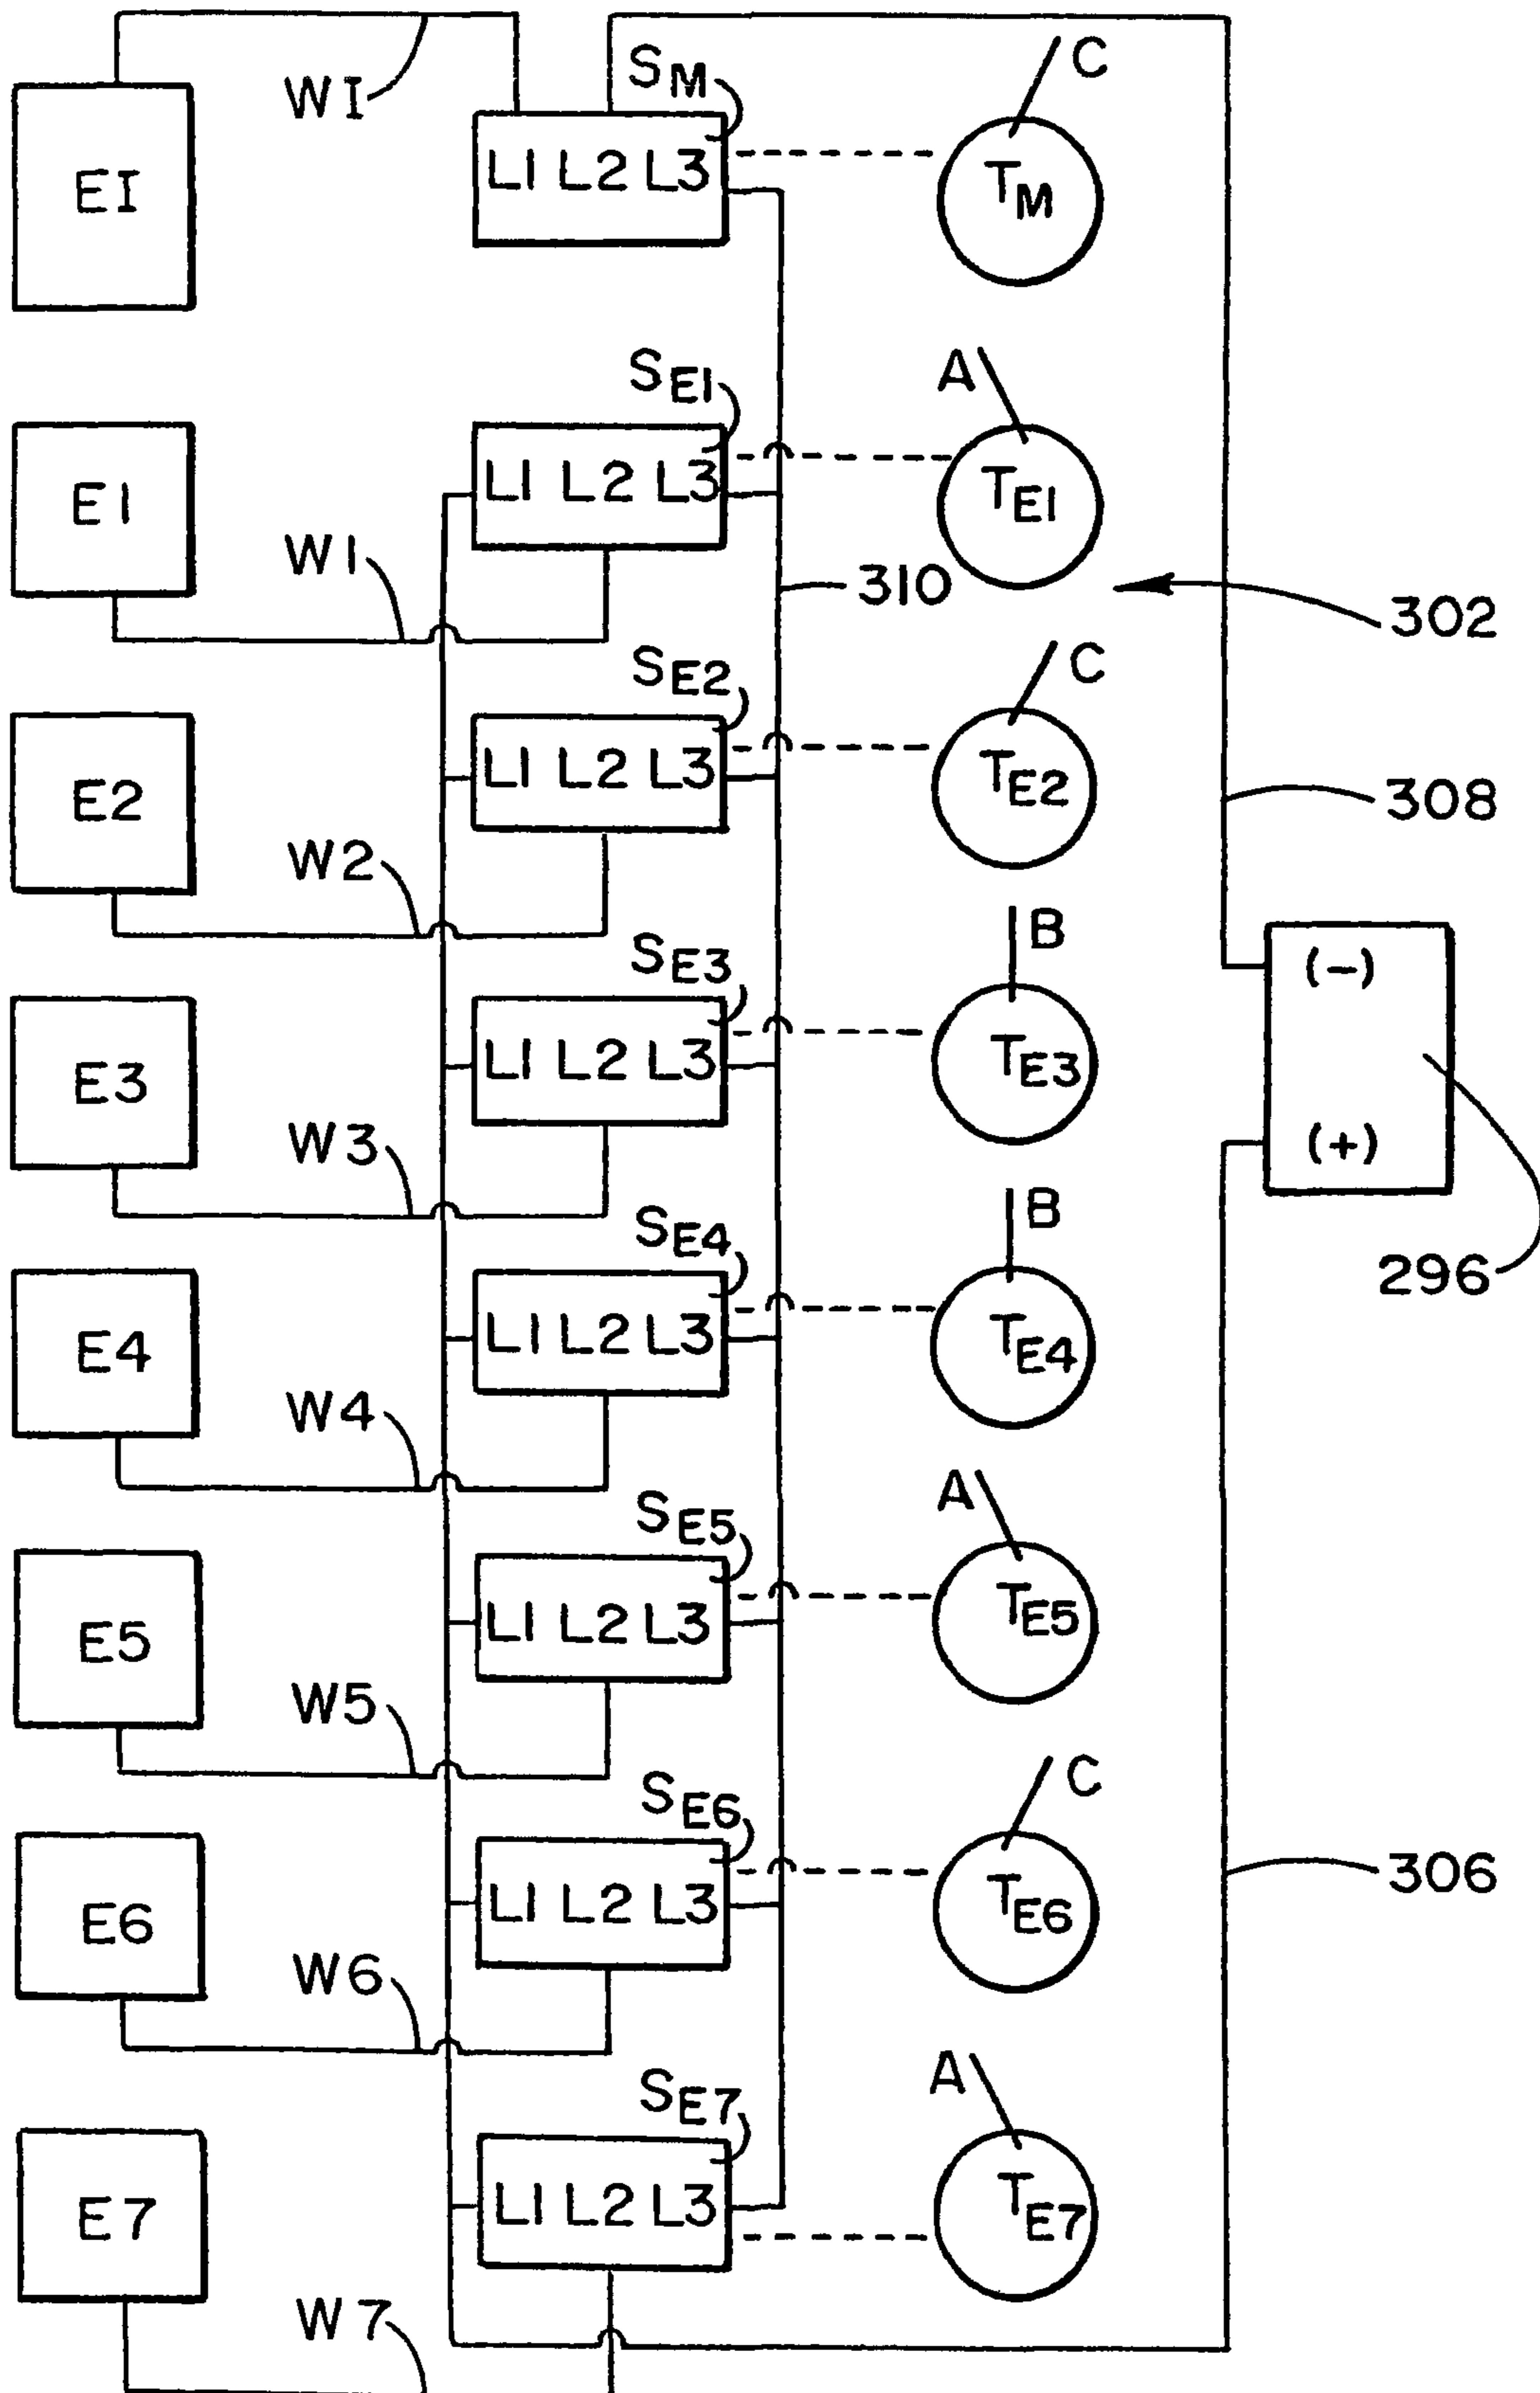 WI
SM
C
EI
L1 L2 L3
TM
SE1
A
E1
L1 L2 L3
TE1
W1
310
302
SE2
C
E2
L1 L2 L3
TE2
308
W2
SE3
B
(-)
E3
L1 L2 L3
TE3
W3
(+)
SE4
B
296
E4
L1 L2 L3
TE4
W4
SE5
A
E5
L1 L2 L3
TE5
W5
SE6
C
306
E6
L1 L2 L3
TE6
W6
SE7
A
E7
L1 L2 L3
TE7
W7